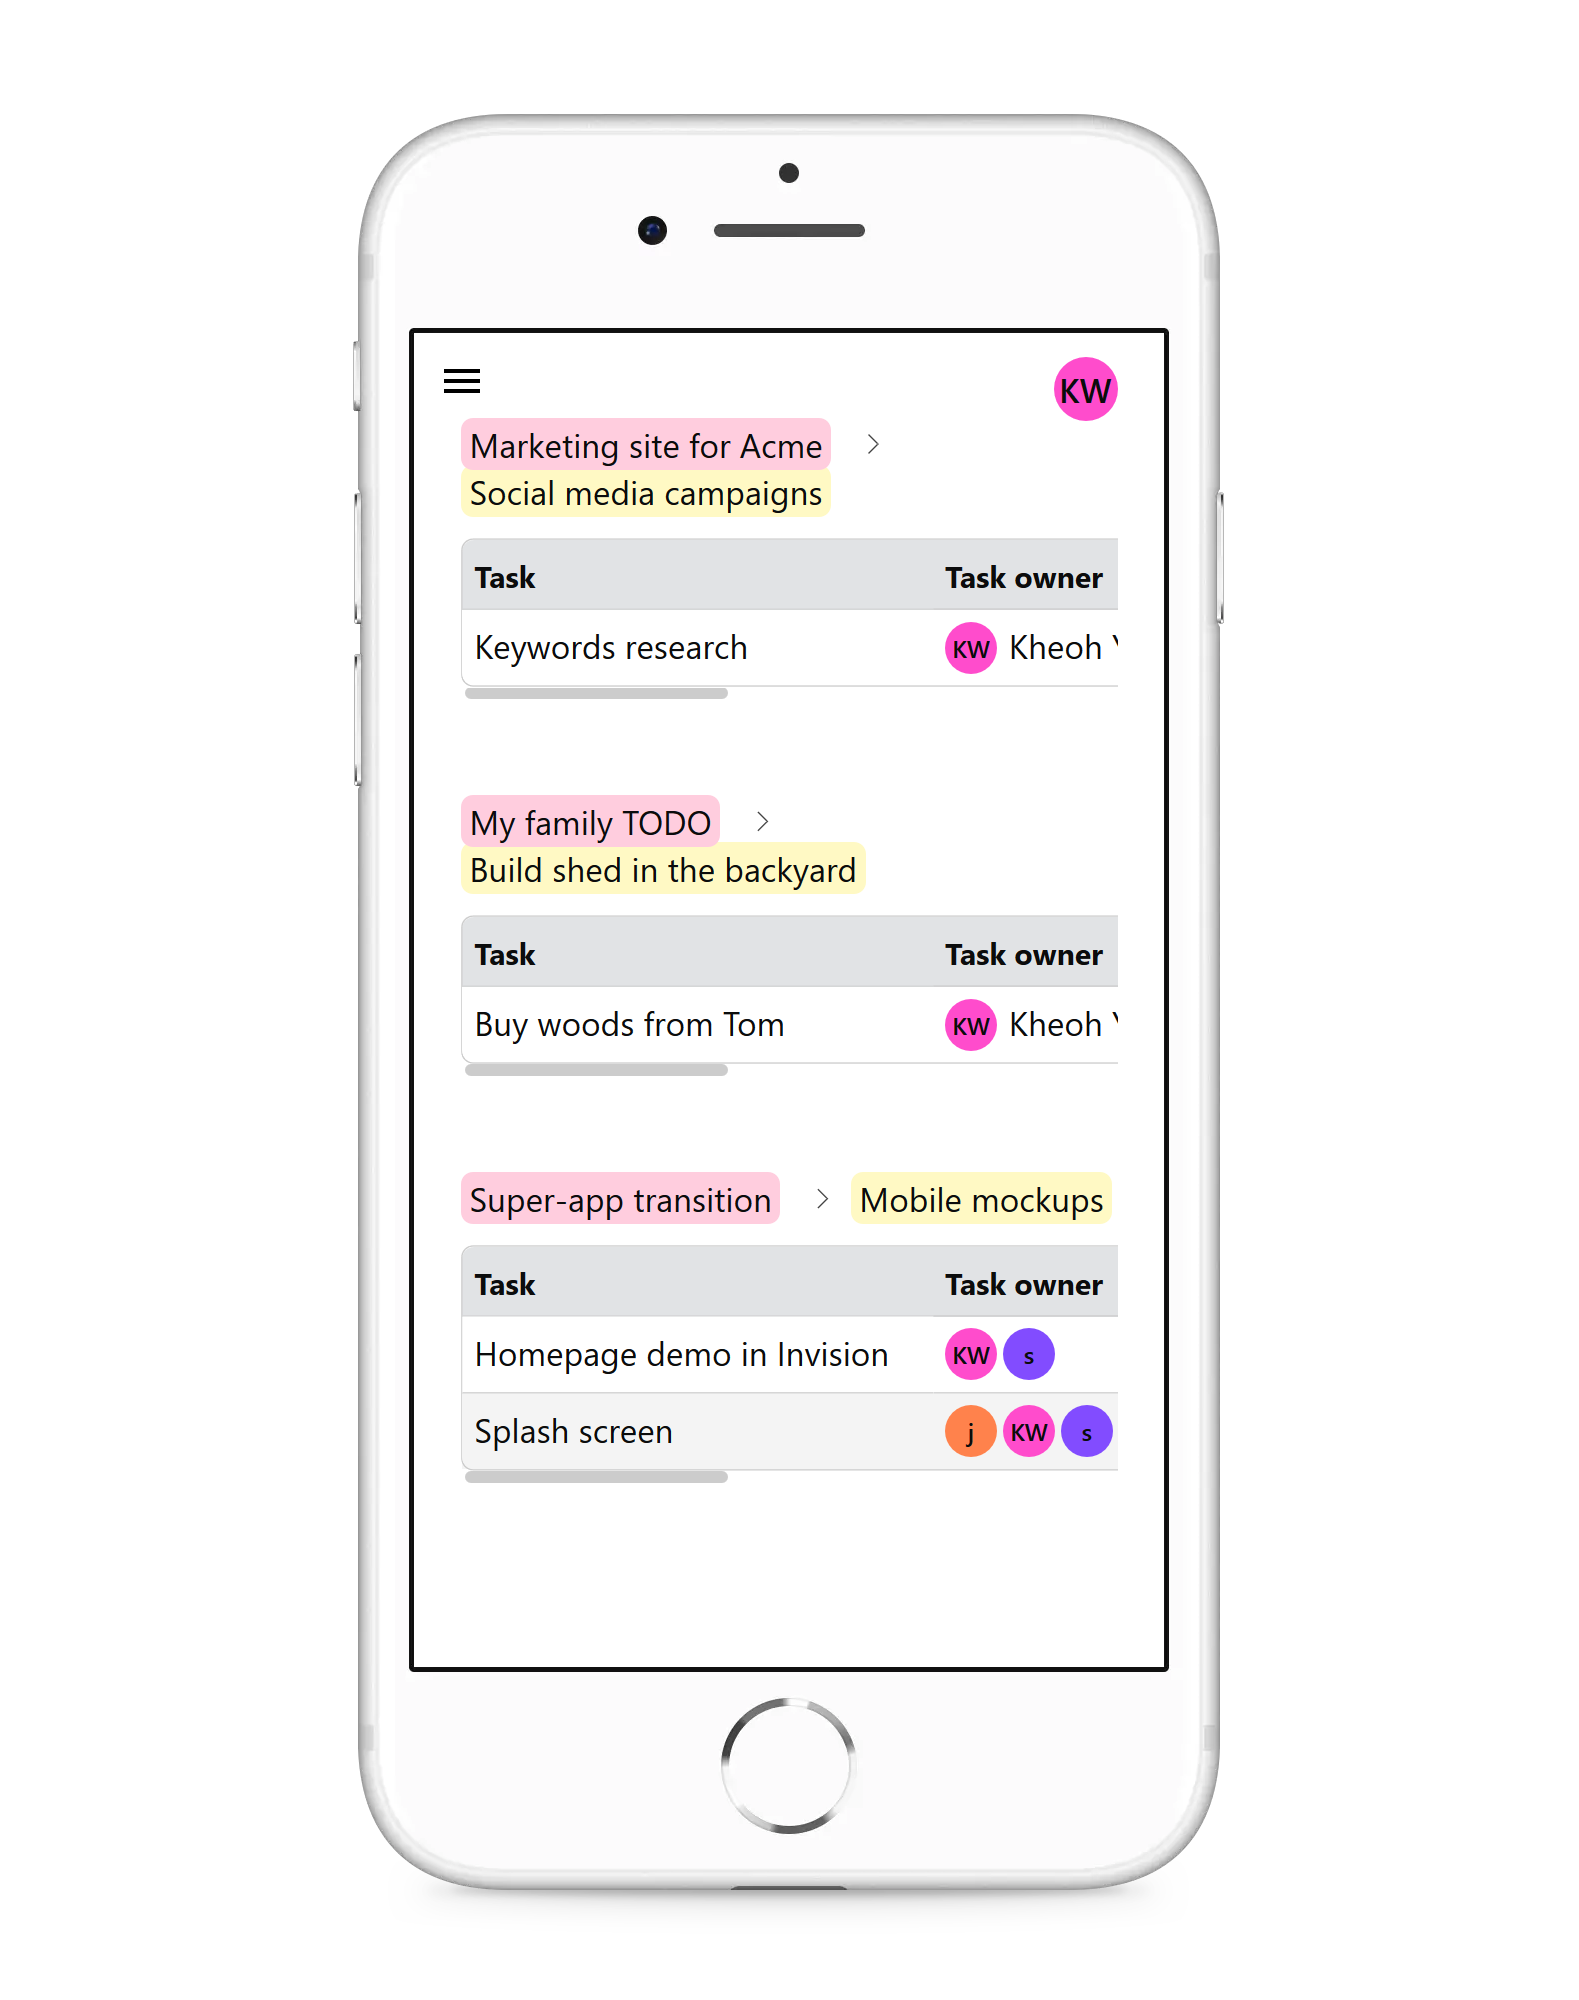 KW
Marketing site for Acme >
Social media campaigns
Task Task owner
Keywords research KW Kheoh
My family TODO >
Build shed in the backyard
Task Task owner
Buy woods from Tom KW Kheoh
Super-app transition > Mobile mockups
Task Task owner
Homepage demo in Invision KW s
Splash screen j KW s